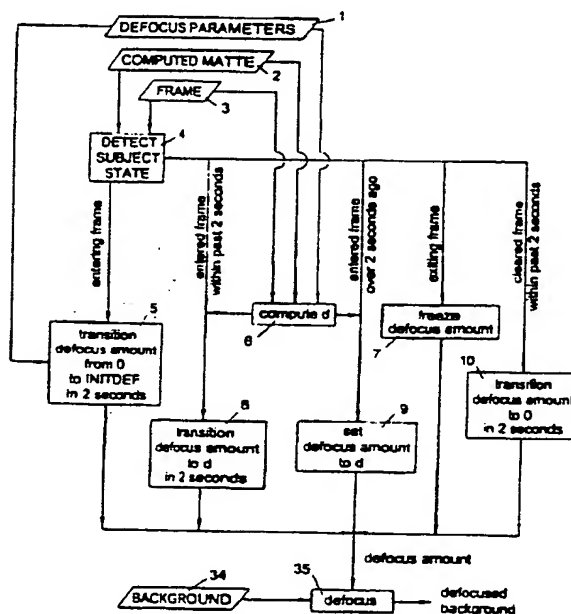 1
DEFOCUS PARAMETERS
COMPUTED MATTE
2
FRAME
3
4
DETECT
SUBJECT
STATE
entering frame
entered frame
within past 2 seconds
entered frame
over 2 seconds ago
exiting frame
cleared frame
within past 2 seconds
5
transition
defocus amount
from 0
to INITDEF
in 2 seconds
compute d
6
freeze
defocus amount
7
10
transition
defocus amount
to 0
in 2 seconds
8
transition
defocus amount
to d
in 2 seconds
9
set
defocus amount
to d
defocus amount
34
BACKGROUND
35
defocus
defocused
background